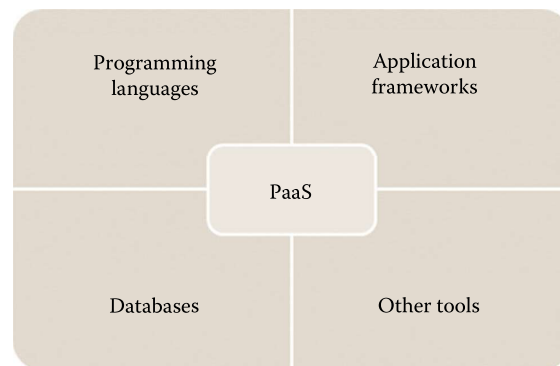 Programming
languages
Application
frameworks
PaaS
Databases
Other tools